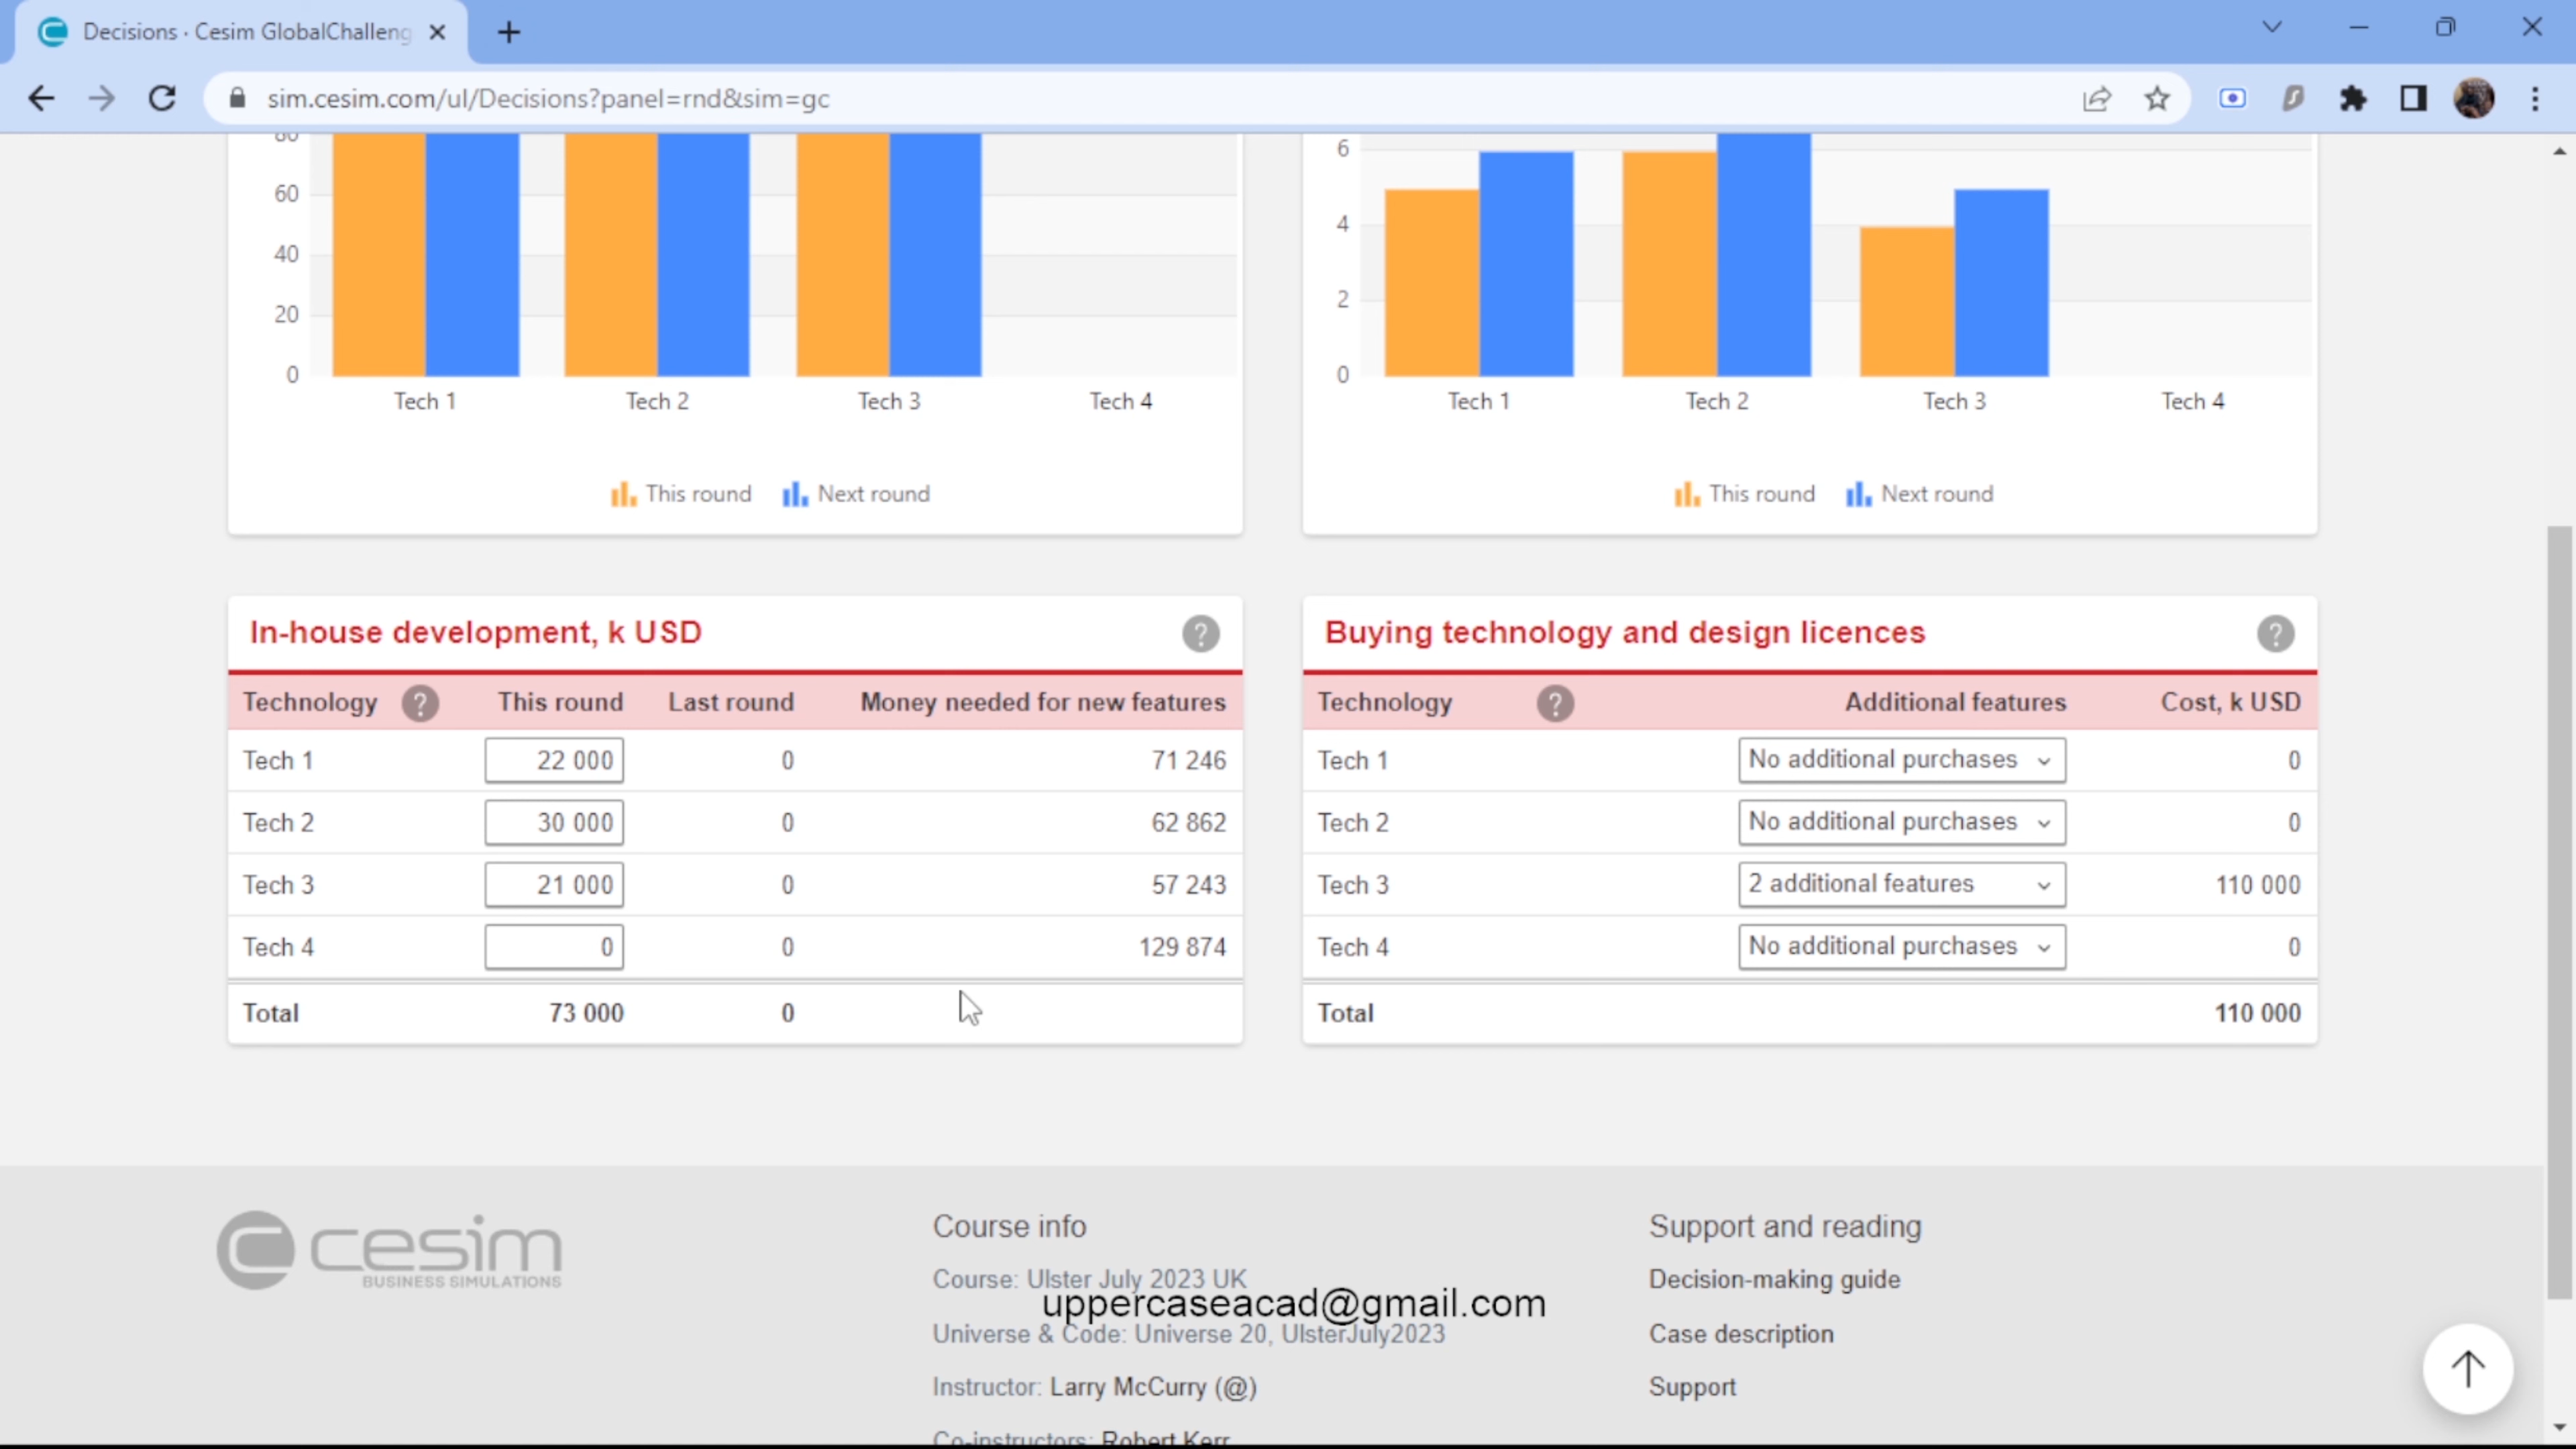 Decisions · Cesim GlobalChalleng
sim.cesim.com/ul/Decisions?panel=rnd&sim=gc
80
60
40
20
0
Tech 1 Tech 2 Tech 3 Tech 4
This round Next round
6
4
2
0
Tech 1 Tech 2 Tech 3 Tech 4
This round Next round
In-house development, k USD ?
Technology ? This round Last round Money needed for new features
Tech 1 22 000 0 71 246
Tech 2 30 000 0 62 862
Tech 3 21 000 0 57 243
Tech 4 0 0 129 874
Total 73 000 0
Buying technology and design licences ?
Technology ? Additional features Cost, k USD
Tech 1 No additional purchases 0
Tech 2 No additional purchases 0
Tech 3 2 additional features 110 000
Tech 4 No additional purchases 0
Total 110 000
cesim
BUSINESS SIMULATIONS
Course info
Course: Ulster July 2023 UK
uppercaseacad@gmail.com
Universe & Code: Universe 20, UlsterJuly2023
Instructor: Larry McCurry (@)
Co-instructors: Robert Kerr
Support and reading
Decision-making guide
Case description
Support